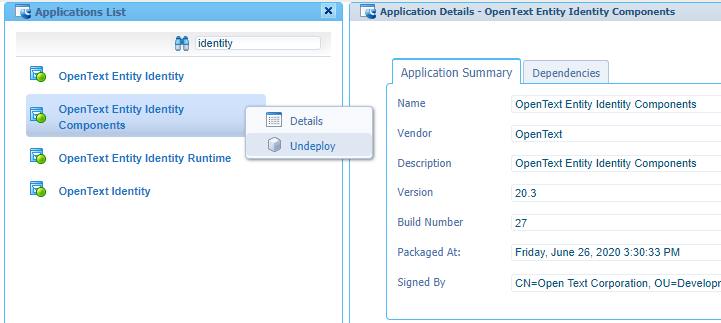 Applications List
identity
OpenText Entity Identity
OpenText Entity Identity
Components
OpenText Entity Identity Runtime
OpenText Identity
Details
Undeploy
Application Details - OpenText Entity Identity Components
Application Summary
Dependencies
Name OpenText Entity Identity Components
Vendor OpenText
Description OpenText Entity Identity Components
Version 20.3
Build Number 27
Packaged At: Friday, June 26, 2020 3:30:33 PM
Signed By CN=Open Text Corporation, OU=Developm